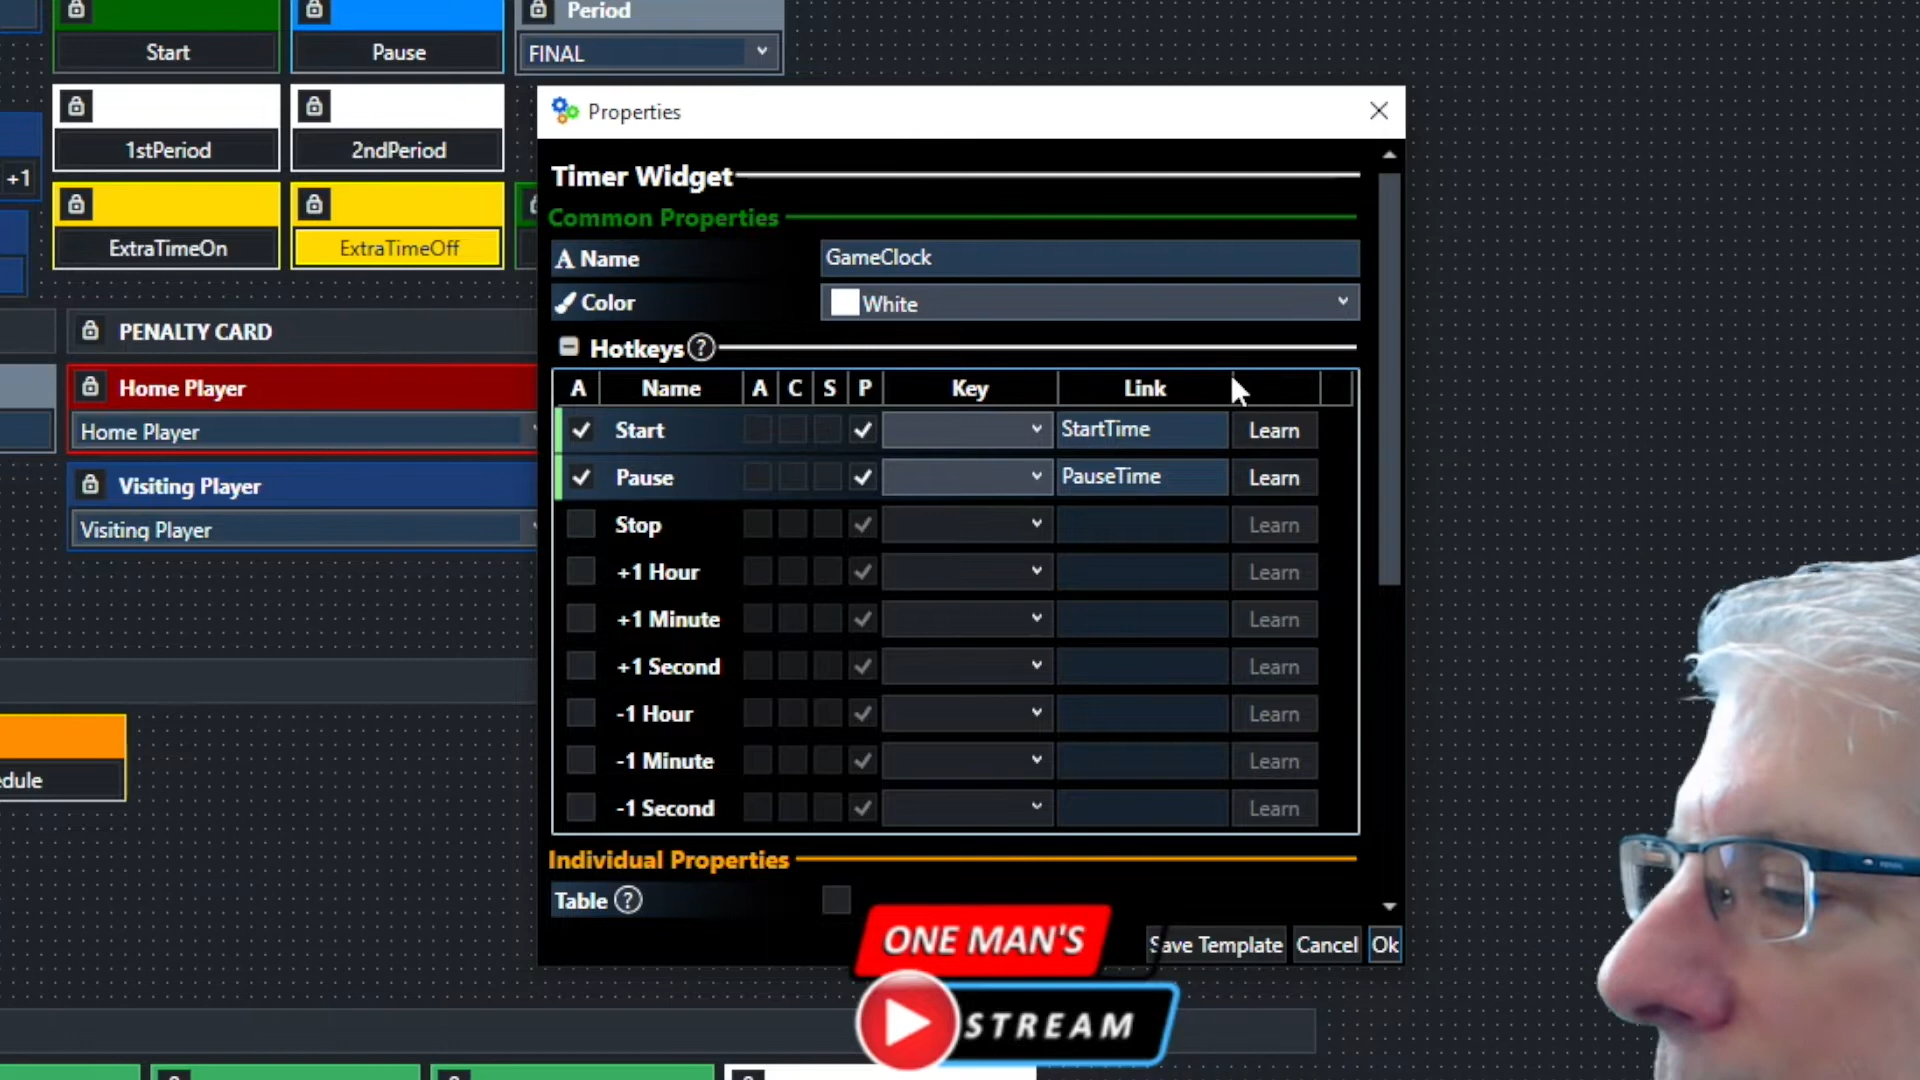 Start
Pause
Period
FINAL
1stPeriod
2ndPeriod
+1
ExtraTimeOn
ExtraTimeOff
PENALTY CARD
Home Player
Home Player
Visiting Player
Visiting Player
edule
Properties
Timer Widget
Common Properties
A Name
GameClock
Color
White
Hotkeys ?
A Name A C S P Key Link
Start StartTime Learn
Pause PauseTime Learn
Stop Learn
+1 Hour Learn
+1 Minute Learn
+1 Second Learn
-1 Hour Learn
-1 Minute Learn
-1 Second Learn
Individual Properties
Table ?
Save Template Cancel Ok
ONE MAN'S
STREAM